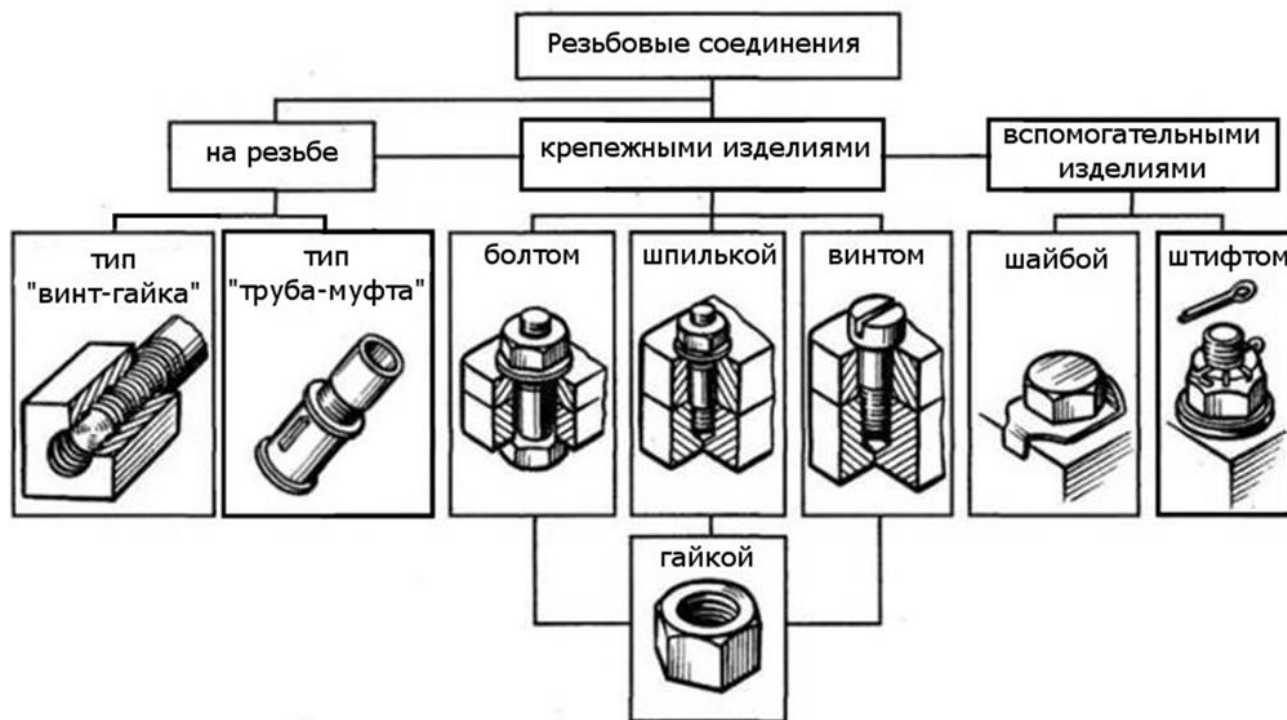 Резьбовые соединения
на резьбе
крепежными изделиями
вспомогательными
изделиями
тип
"винт-гайка"
тип
"труба-муфта"
болтом
шпилькой
винтом
шайбой
штифтом
гайкой